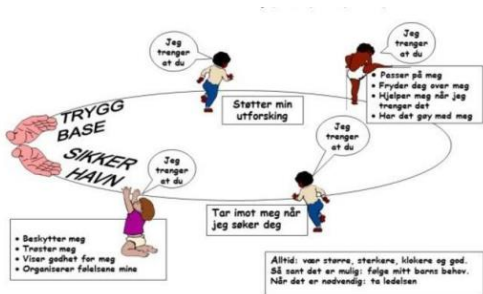 Jeg
trenger
at du
Jeg
trenger
at du
Støtter min
utforsking
• Passer på meg
• Fryder deg over meg
• Hjelper meg når jeg
trenger det
• Har det gøy med meg
TRYGG
BASE
SIKKER
HAVN
Jeg
trenger
at du
Jeg
trenger
at du
Tar imot meg når
jeg søker deg
• Beskytter meg
• Trøster meg
• Viser godhet for meg
• Organiserer følelsene mine
Alltid: vær større, sterkere, klokere og god.
Så sant det er mulig: følge mitt barns behov.
Når det er nødvendig: ta ledelsen